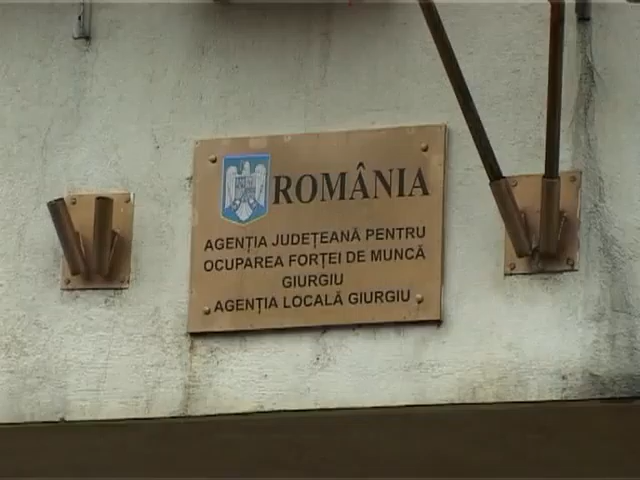 ROMÂNIA
AGENȚIA JUDEȚEANĂ PENTRU
OCUPAREA FORȚEI DE MUNCĂ
GIURGIU
AGENȚIA LOCALĂ GIURGIU